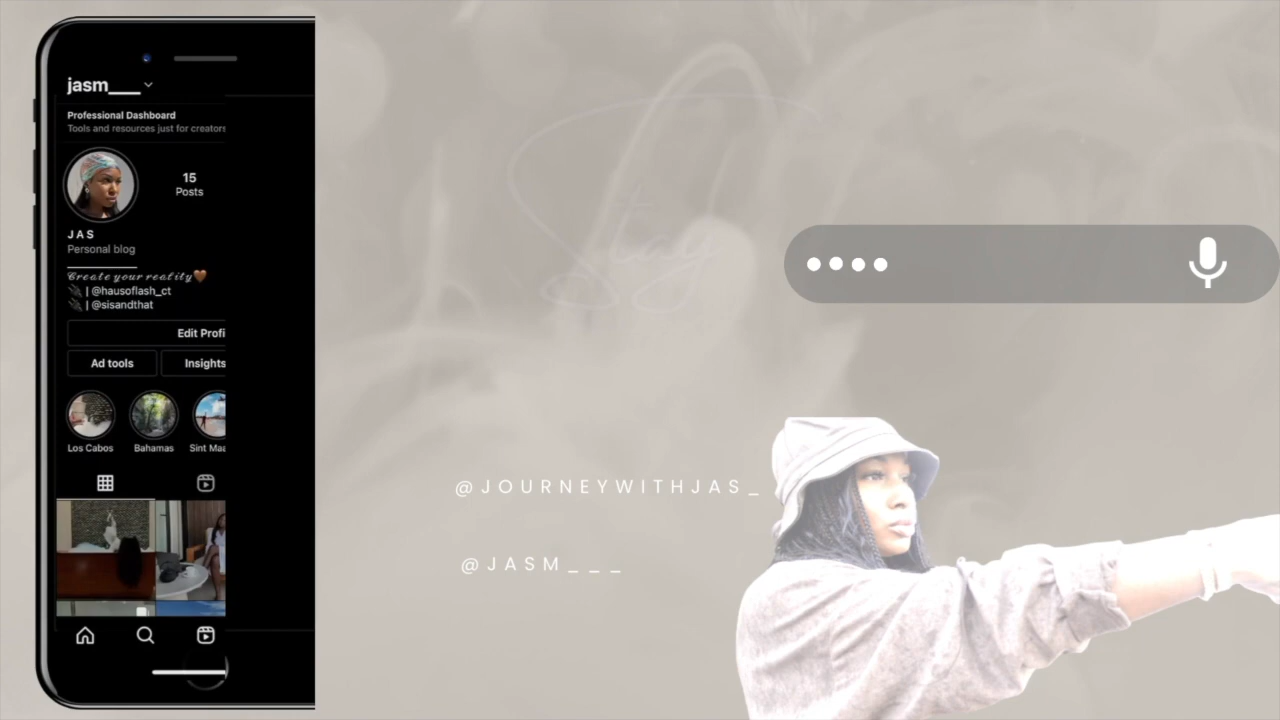 jasm___
Professional Dashboard
Tools and resources just for creators
15
Posts
J A S
Personal blog
𝓒𝓻𝓮𝓪𝓽𝓮 𝔂𝓸𝓾𝓻 𝓻𝓮𝓪𝓵𝓲𝓽𝔂🤎
🔌 | @hausoflash_ct
🔌 | @sisandthat
Edit Profi
Ad tools Insights
Los Cabos Bahamas Sint Maa
Stay
@JOURNEYWITHJAS_
@JASM___